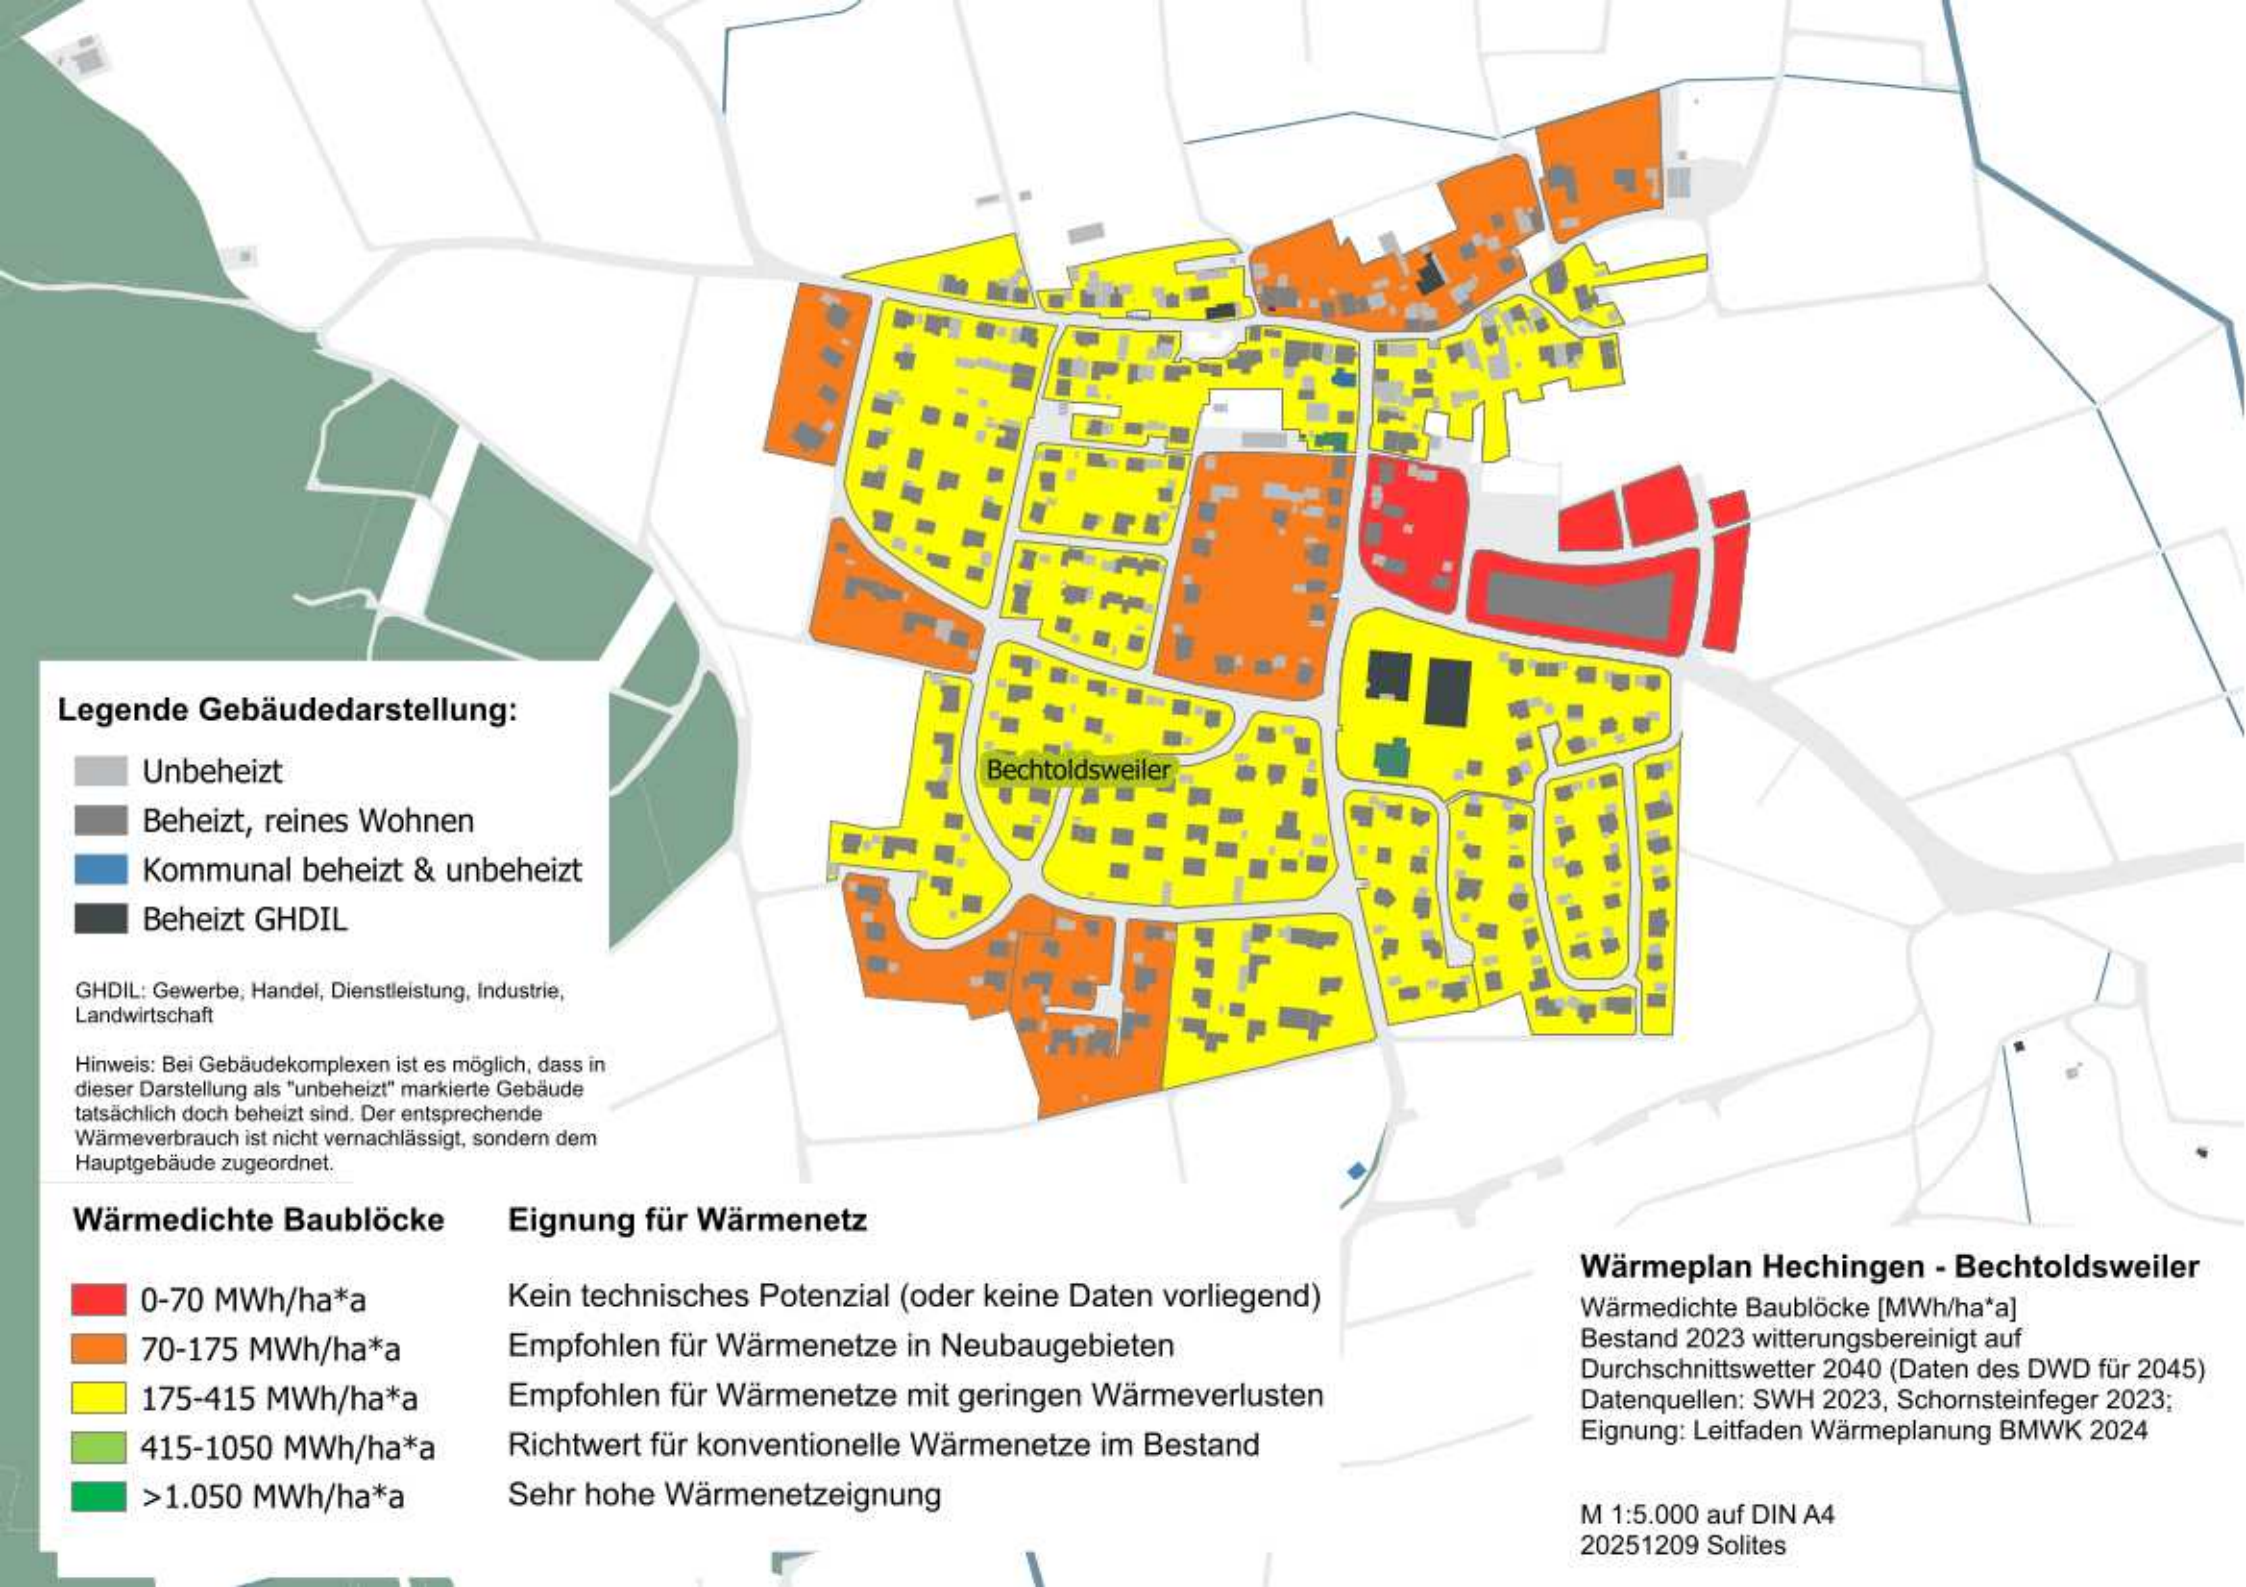 Bechtoldsweiler
Legende Gebäudedarstellung:
Unbeheizt
Beheizt, reines Wohnen
Kommunal beheizt & unbeheizt
Beheizt GHDIL
GHDIL: Gewerbe, Handel, Dienstleistung, Industrie,
Landwirtschaft
Hinweis: Bei Gebäudekomplexen ist es möglich, dass in
dieser Darstellung als "unbeheizt" markierte Gebäude
tatsächlich doch beheizt sind. Der entsprechende
Wärmeverbrauch ist nicht vernachlässigt, sondern dem
Hauptgebäude zugeordnet.
Wärmedichte Baublöcke Eignung für Wärmenetz
0-70 MWh/ha*a Kein technisches Potenzial (oder keine Daten vorliegend)
70-175 MWh/ha*a Empfohlen für Wärmenetze in Neubaugebieten
175-415 MWh/ha*a Empfohlen für Wärmenetze mit geringen Wärmeverlusten
415-1050 MWh/ha*a Richtwert für konventionelle Wärmenetze im Bestand
>1.050 MWh/ha*a Sehr hohe Wärmenetzeignung
Wärmeplan Hechingen - Bechtoldsweiler
Wärmedichte Baublöcke [MWh/ha*a]
Bestand 2023 witterungsbereinigt auf
Durchschnittswetter 2040 (Daten des DWD für 2045)
Datenquellen: SWH 2023, Schornsteinfeger 2023;
Eignung: Leitfaden Wärmeplanung BMWK 2024
M 1:5.000 auf DIN A4
20251209 Solites